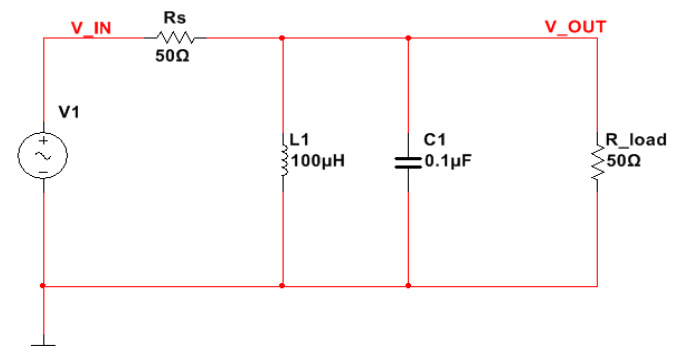 Rs
V_IN
V_OUT
50Ω
V1
L1
100µH
C1
0.1µF
R_load
50Ω